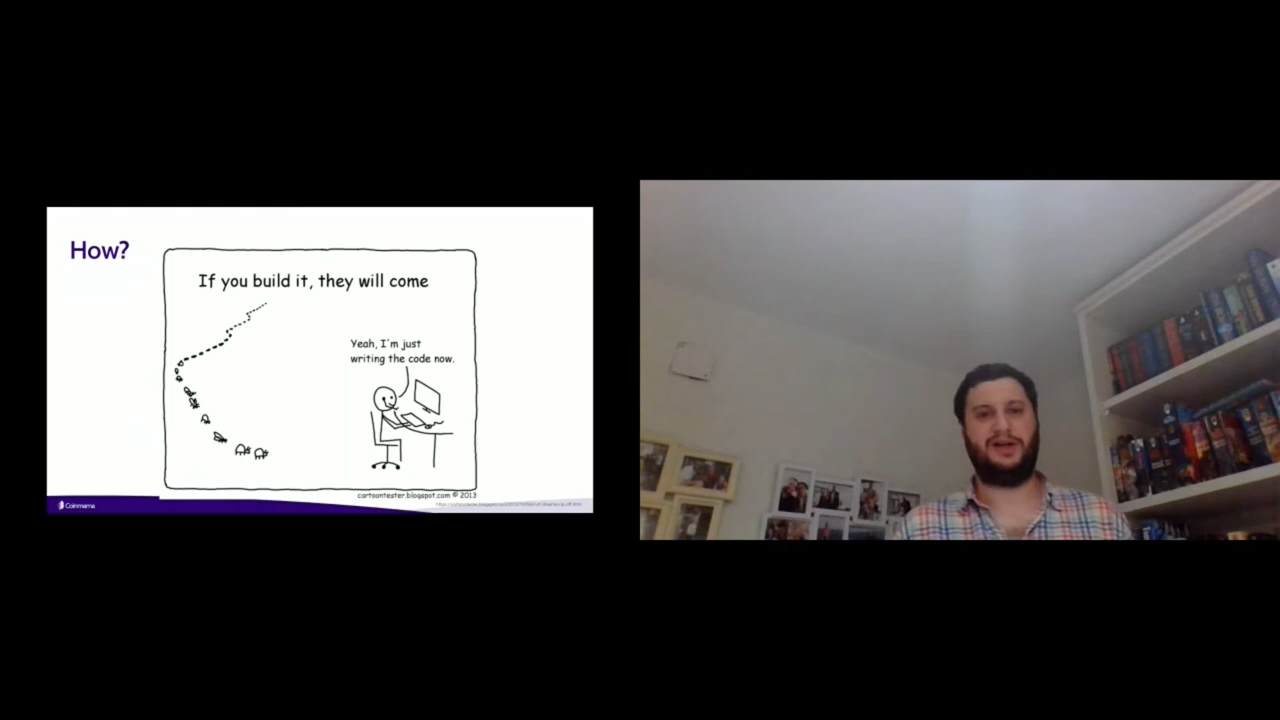 How?
If you build it, they will come
Yeah, I'm just
writing the code now.
cartoontester.blogspot.com © 2013
Coinmama